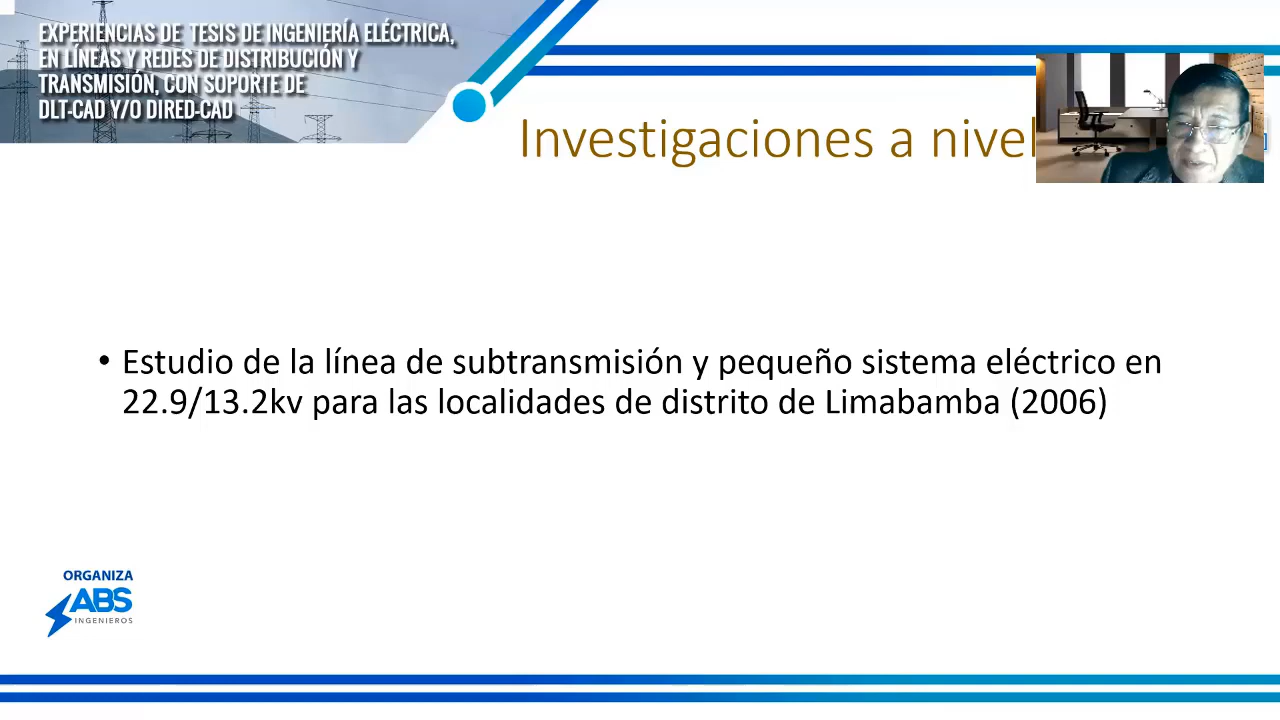 EXPERIENCIAS DE TESIS DE INGENIERÍA ELÉCTRICA,
EN LÍNEAS Y REDES DE DISTRIBUCIÓN Y
TRANSMISIÓN, CON SOPORTE DE
DLT-CAD Y/O DIRED-CAD
Investigaciones a nivel
• Estudio de la línea de subtransmisión y pequeño sistema eléctrico en
22.9/13.2kv para las localidades de distrito de Limabamba (2006)
ORGANIZA
ABS
INGENIEROS